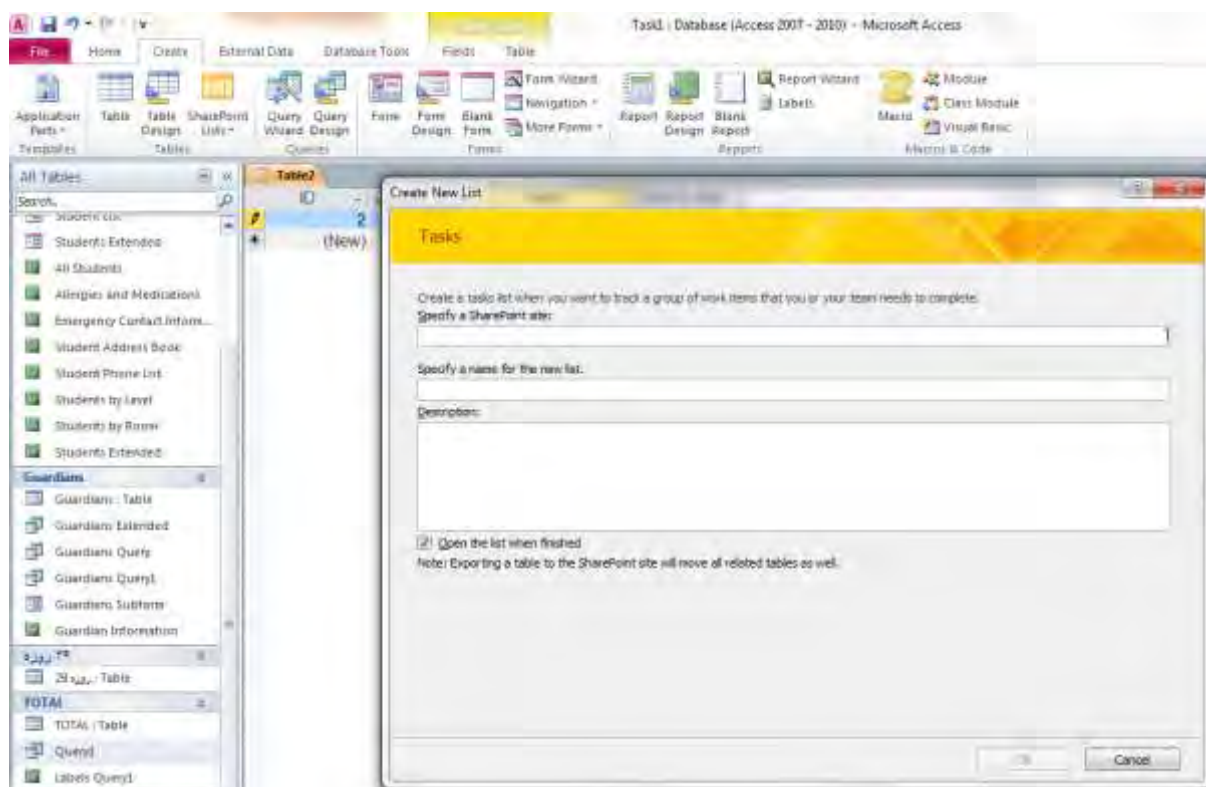 Task1 : Database (Access 2007 - 2010) - Microsoft Access
File Home Create External Data Database Tools Fields Table
Application Parts
Table
Table Design
SharePoint Lists
Query Wizard
Query Design
Form
Form Design
Blank Form
Form Wizard
Navigation
More Forms
Report
Report Design
Blank Report
Report Wizard
Labels
Macro
Module
Class Module
Visual Basic
Templates Tables Queries Forms Reports Macros & Code
All Tables
Search..
Student List
Students Extended
All Students
Allergies and Medications
Emergency Contact Inform...
Student Address Book
Student Phone List
Students by Level
Students by Room
Students Extended
Guardians
Guardians : Table
Guardians Extended
Guardians Query
Guardians Query1
Guardians Subform
Guardian Information
۲۹ روزه
روزه 29 : Table
TOTAL
TOTAL : Table
Query1
Labels Query1
Table2
ID
2
(New)
Create New List
Tasks
Create a tasks list when you want to track a group of work items that you or your team needs to complete.
Specify a SharePoint site:
Specify a name for the new list.
Description:
Open the list when finished
Note: Exporting a table to the SharePoint site will move all related tables as well.
OK
Cancel